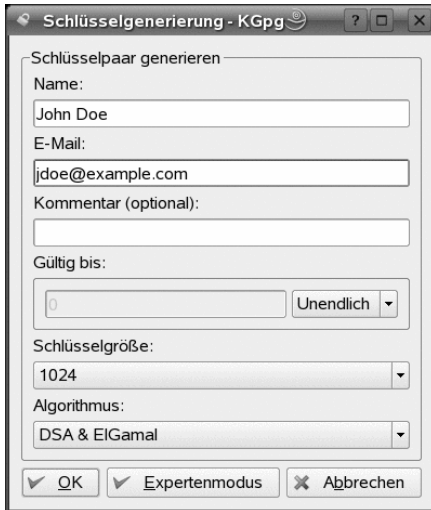 Schlüsselgenerierung - KGpg
Schlüsselpaar generieren
Name:
John Doe
E-Mail:
jdoe@example.com
Kommentar (optional):
Gültig bis:
0
Unendlich
Schlüsselgröße:
1024
Algorithmus:
DSA & ElGamal
OK
Expertenmodus
Abbrechen